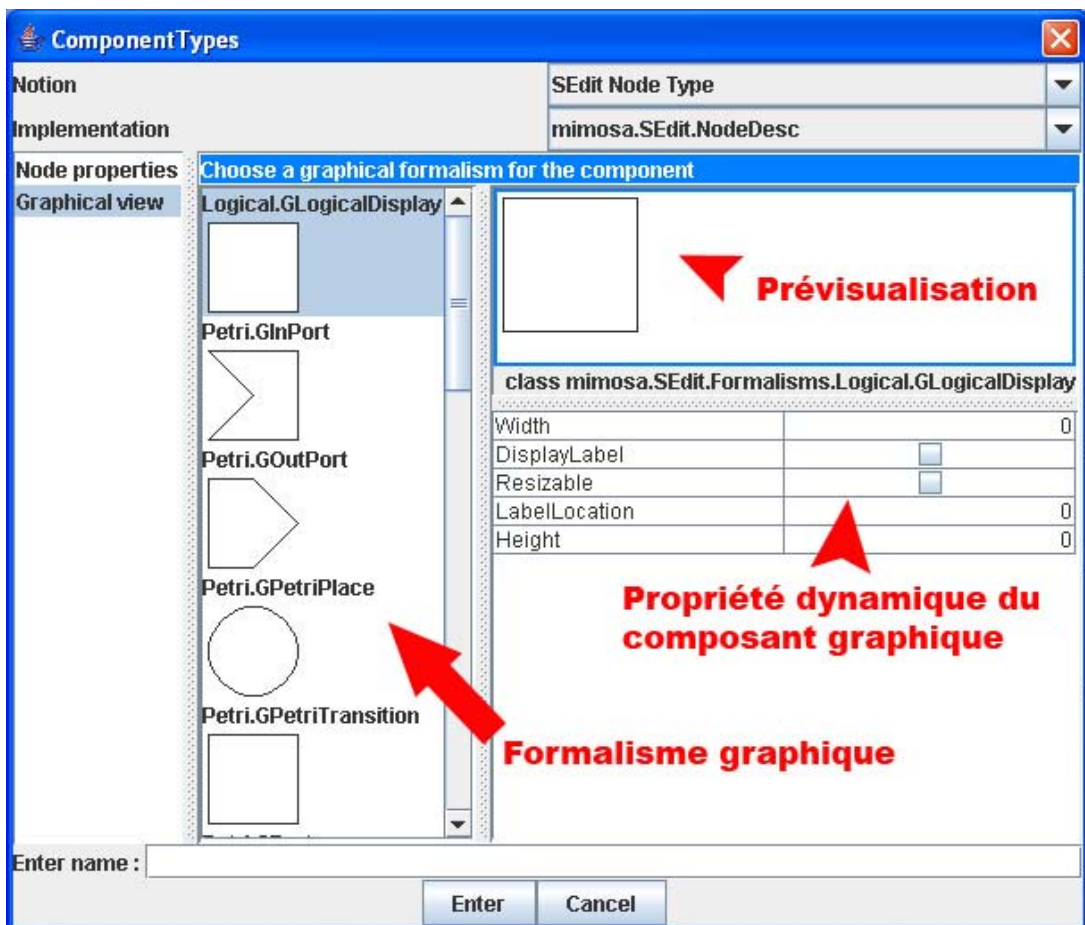 ComponentTypes
Notion
SEdit Node Type
Implementation
mimosa.SEdit.NodeDesc
Node properties
Graphical view
Choose a graphical formalism for the component
Logical.GLogicalDisplay
Petri.GInPort
Petri.GOutPort
Petri.GPetriPlace
Petri.GPetriTransition
Prévisualisation
class mimosa.SEdit.Formalisms.Logical.GLogicalDisplay
Width 0
DisplayLabel
Resizable
LabelLocation 0
Height 0
Propriété dynamique du
composant graphique
Formalisme graphique
Enter name :
Enter
Cancel